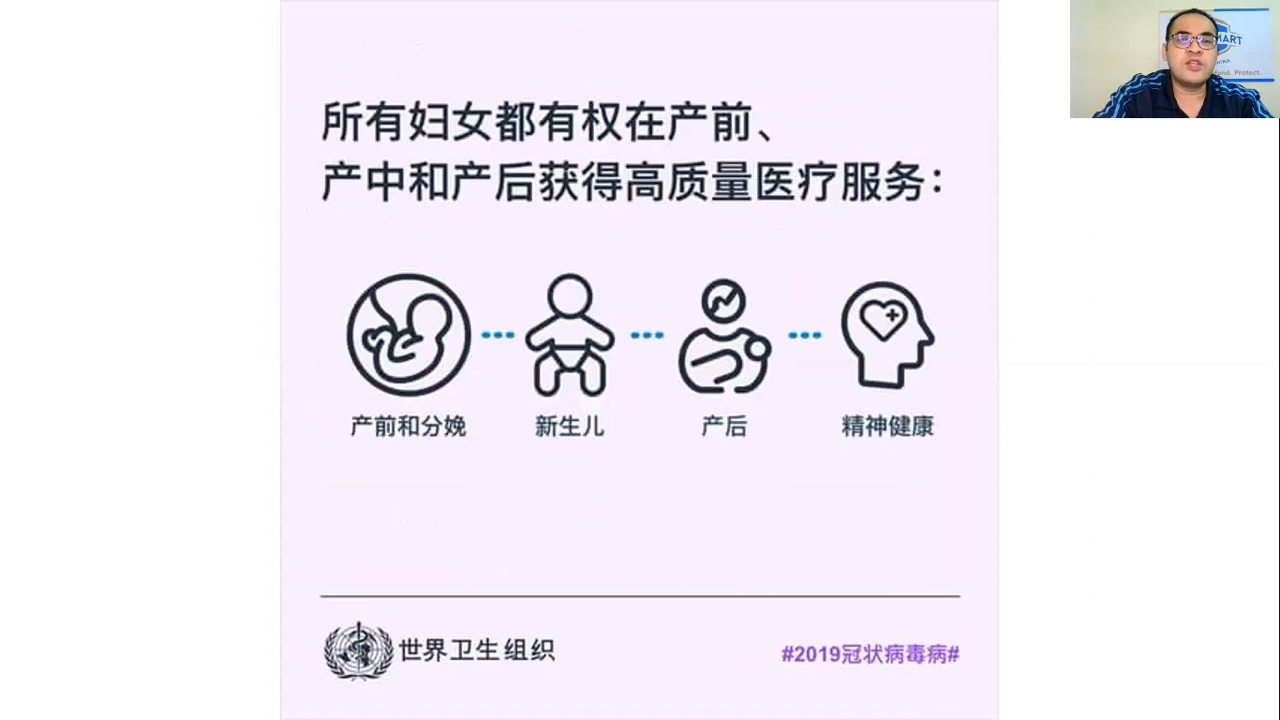 所有妇女都有权在产前、
产中和产后获得高质量医疗服务：
产前和分娩
新生儿
产后
精神健康
世界卫生组织
#2019冠状病毒病#
MART
Protect.